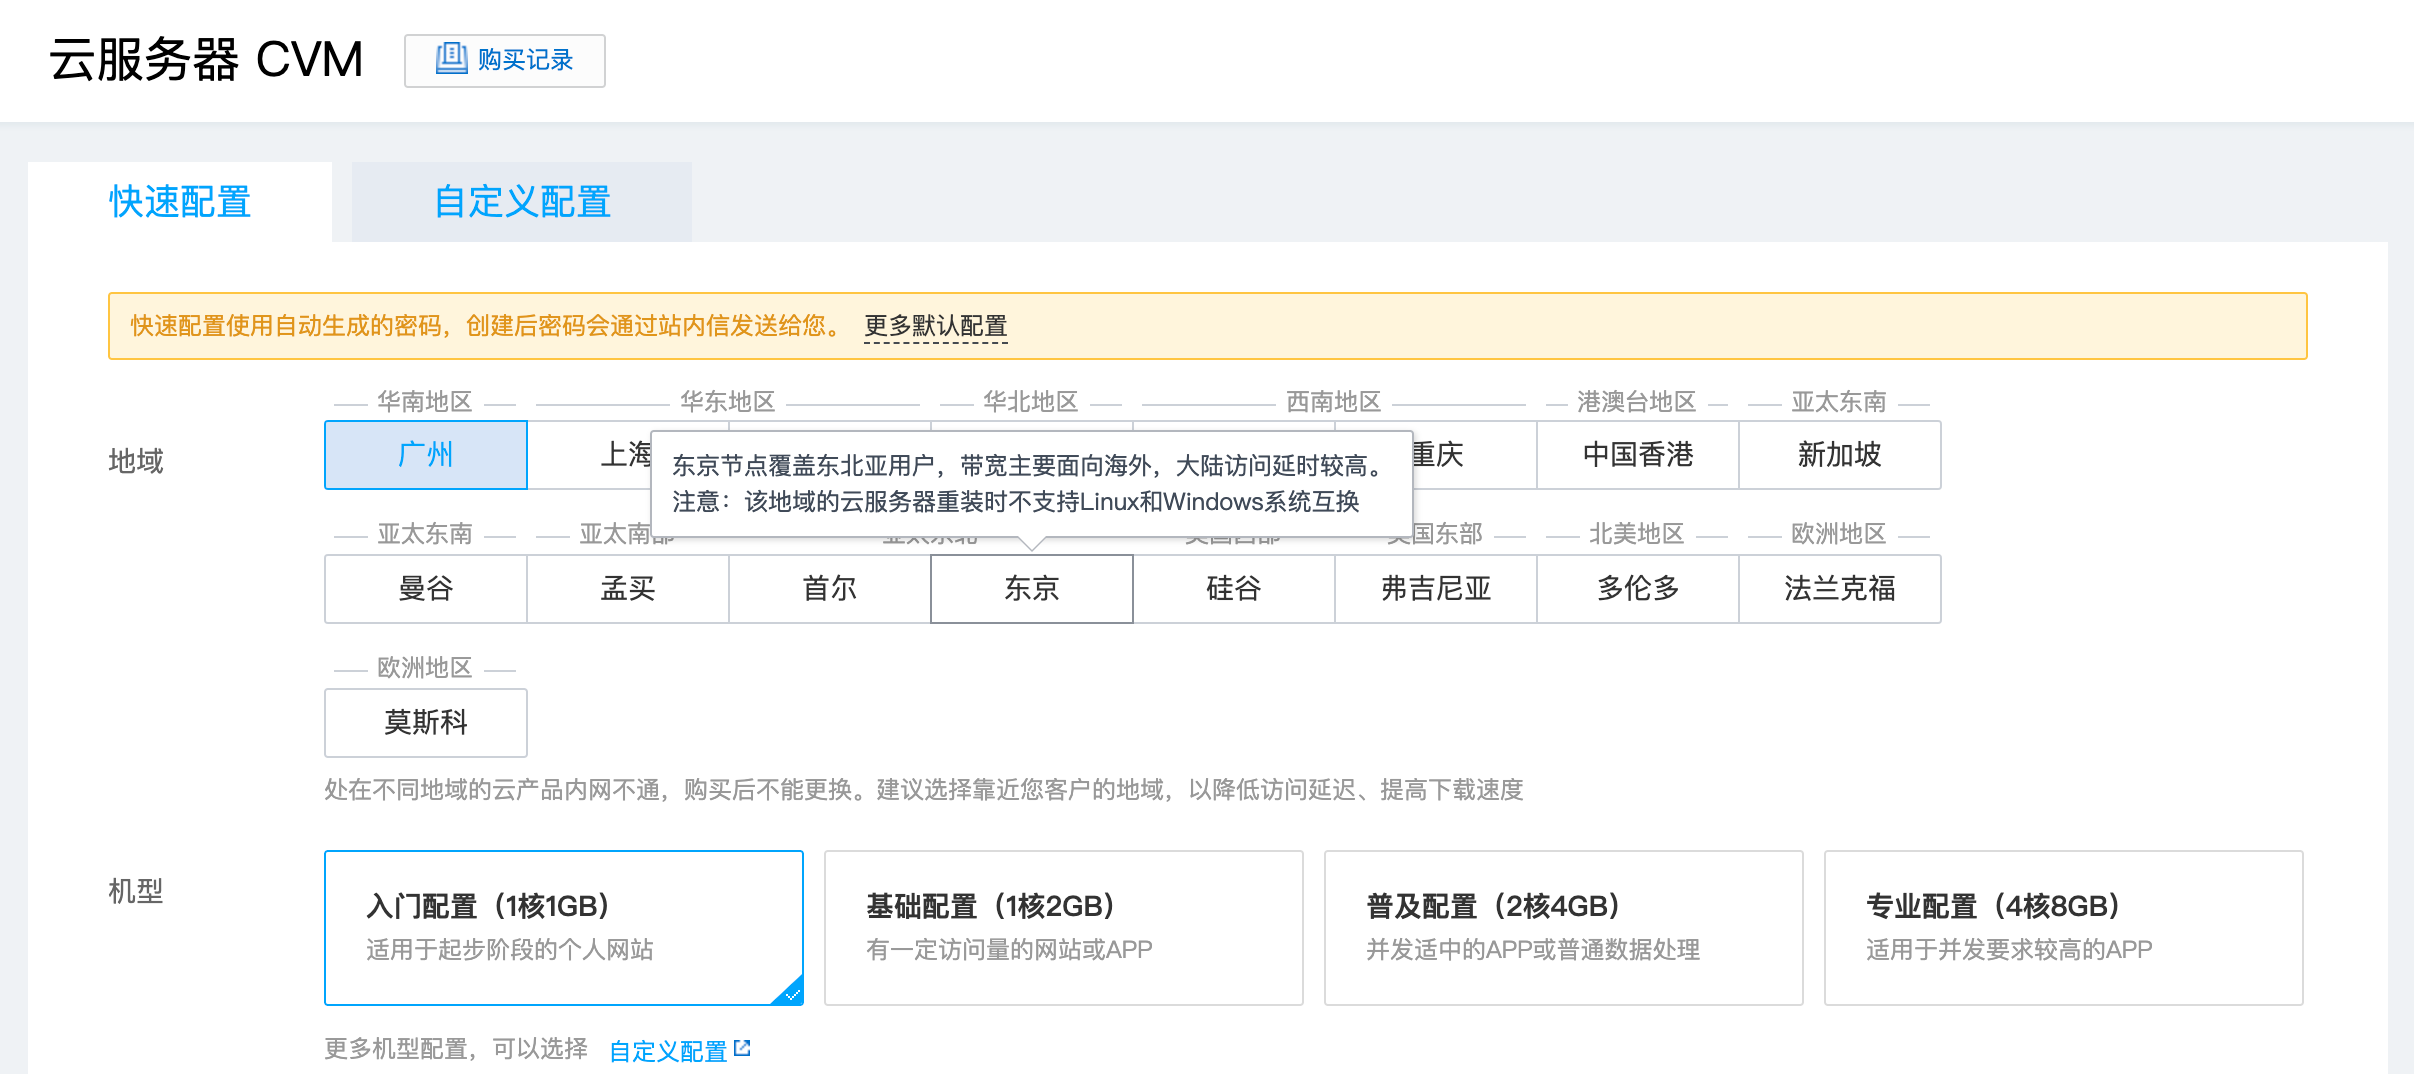 云服务器 CVM
购买记录
快速配置
自定义配置
快速配置使用自动生成的密码，创建后密码会通过站内信发送给您。 更多默认配置
地域
华南地区 华东地区 华北地区 西南地区 港澳台地区 亚太东南
广州 上海 重庆 中国香港 新加坡
东京节点覆盖东北亚用户，带宽主要面向海外，大陆访问延时较高。
注意：该地域的云服务器重装时不支持Linux和Windows系统互换
亚太东南 亚太南部 亚太东北 美国西部 美国东部 北美地区 欧洲地区
曼谷 孟买 首尔 东京 硅谷 弗吉尼亚 多伦多 法兰克福
欧洲地区
莫斯科
处在不同地域的云产品内网不通，购买后不能更换。建议选择靠近您客户的地域，以降低访问延迟、提高下载速度
机型
入门配置（1核1GB）
适用于起步阶段的个人网站
基础配置（1核2GB）
有一定访问量的网站或APP
普及配置（2核4GB）
并发适中的APP或普通数据处理
专业配置（4核8GB）
适用于并发要求较高的APP
更多机型配置，可以选择 自定义配置